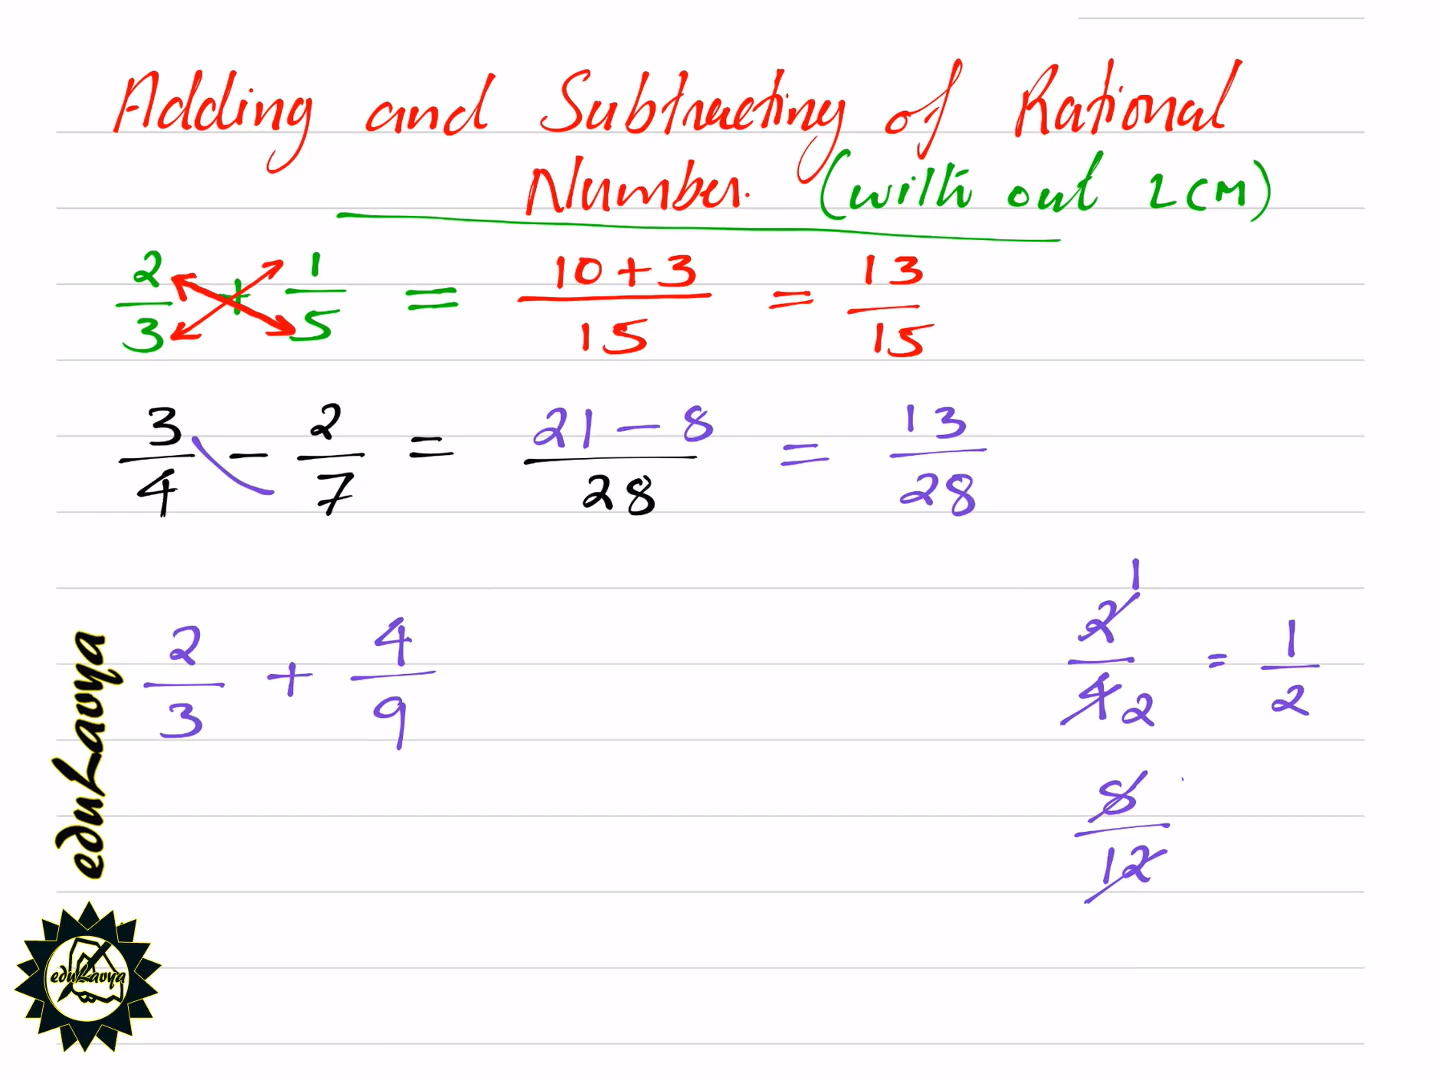 Adding and Subtracting of Rational
Number. (with out LCM)
2/3 + 1/5 = 10+3/15 = 13/15
3/4 - 2/7 = 21-8/28 = 13/28
2/3 + 4/9
2/4 1 2 = 1/2
8/12
eduLavya
eduLavya